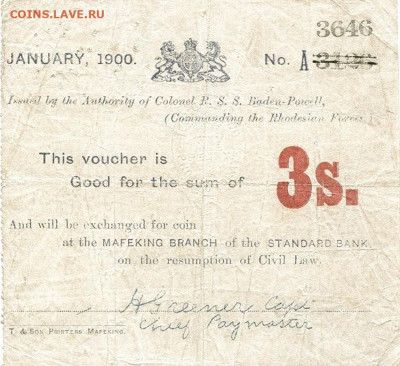 COINS.LAVE.RU
3646
JANUARY, 1900.
No. A 3126
Issued by the Authority of Colonel R. S. S. Baden-Powell,
(Commanding the Rhodesian Forces
This voucher is
Good for the sum of
3s.
And will be exchanged for coin
at the MAFEKING BRANCH of the STANDARD BANK
on the resumption of Civil Law.
H Greener Capt
Chief Paymaster
T. & Son Printers Mafeking.